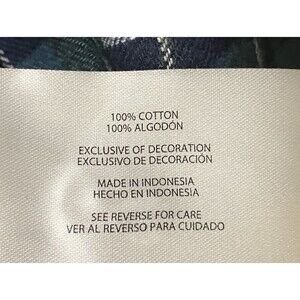 100% COTTON
100% ALGODÓN
EXCLUSIVE OF DECORATION
EXCLUSIVO DE DECORACIÓN
MADE IN INDONESIA
HECHO EN INDONESIA
SEE REVERSE FOR CARE
VER AL REVERSO PARA CUIDADO